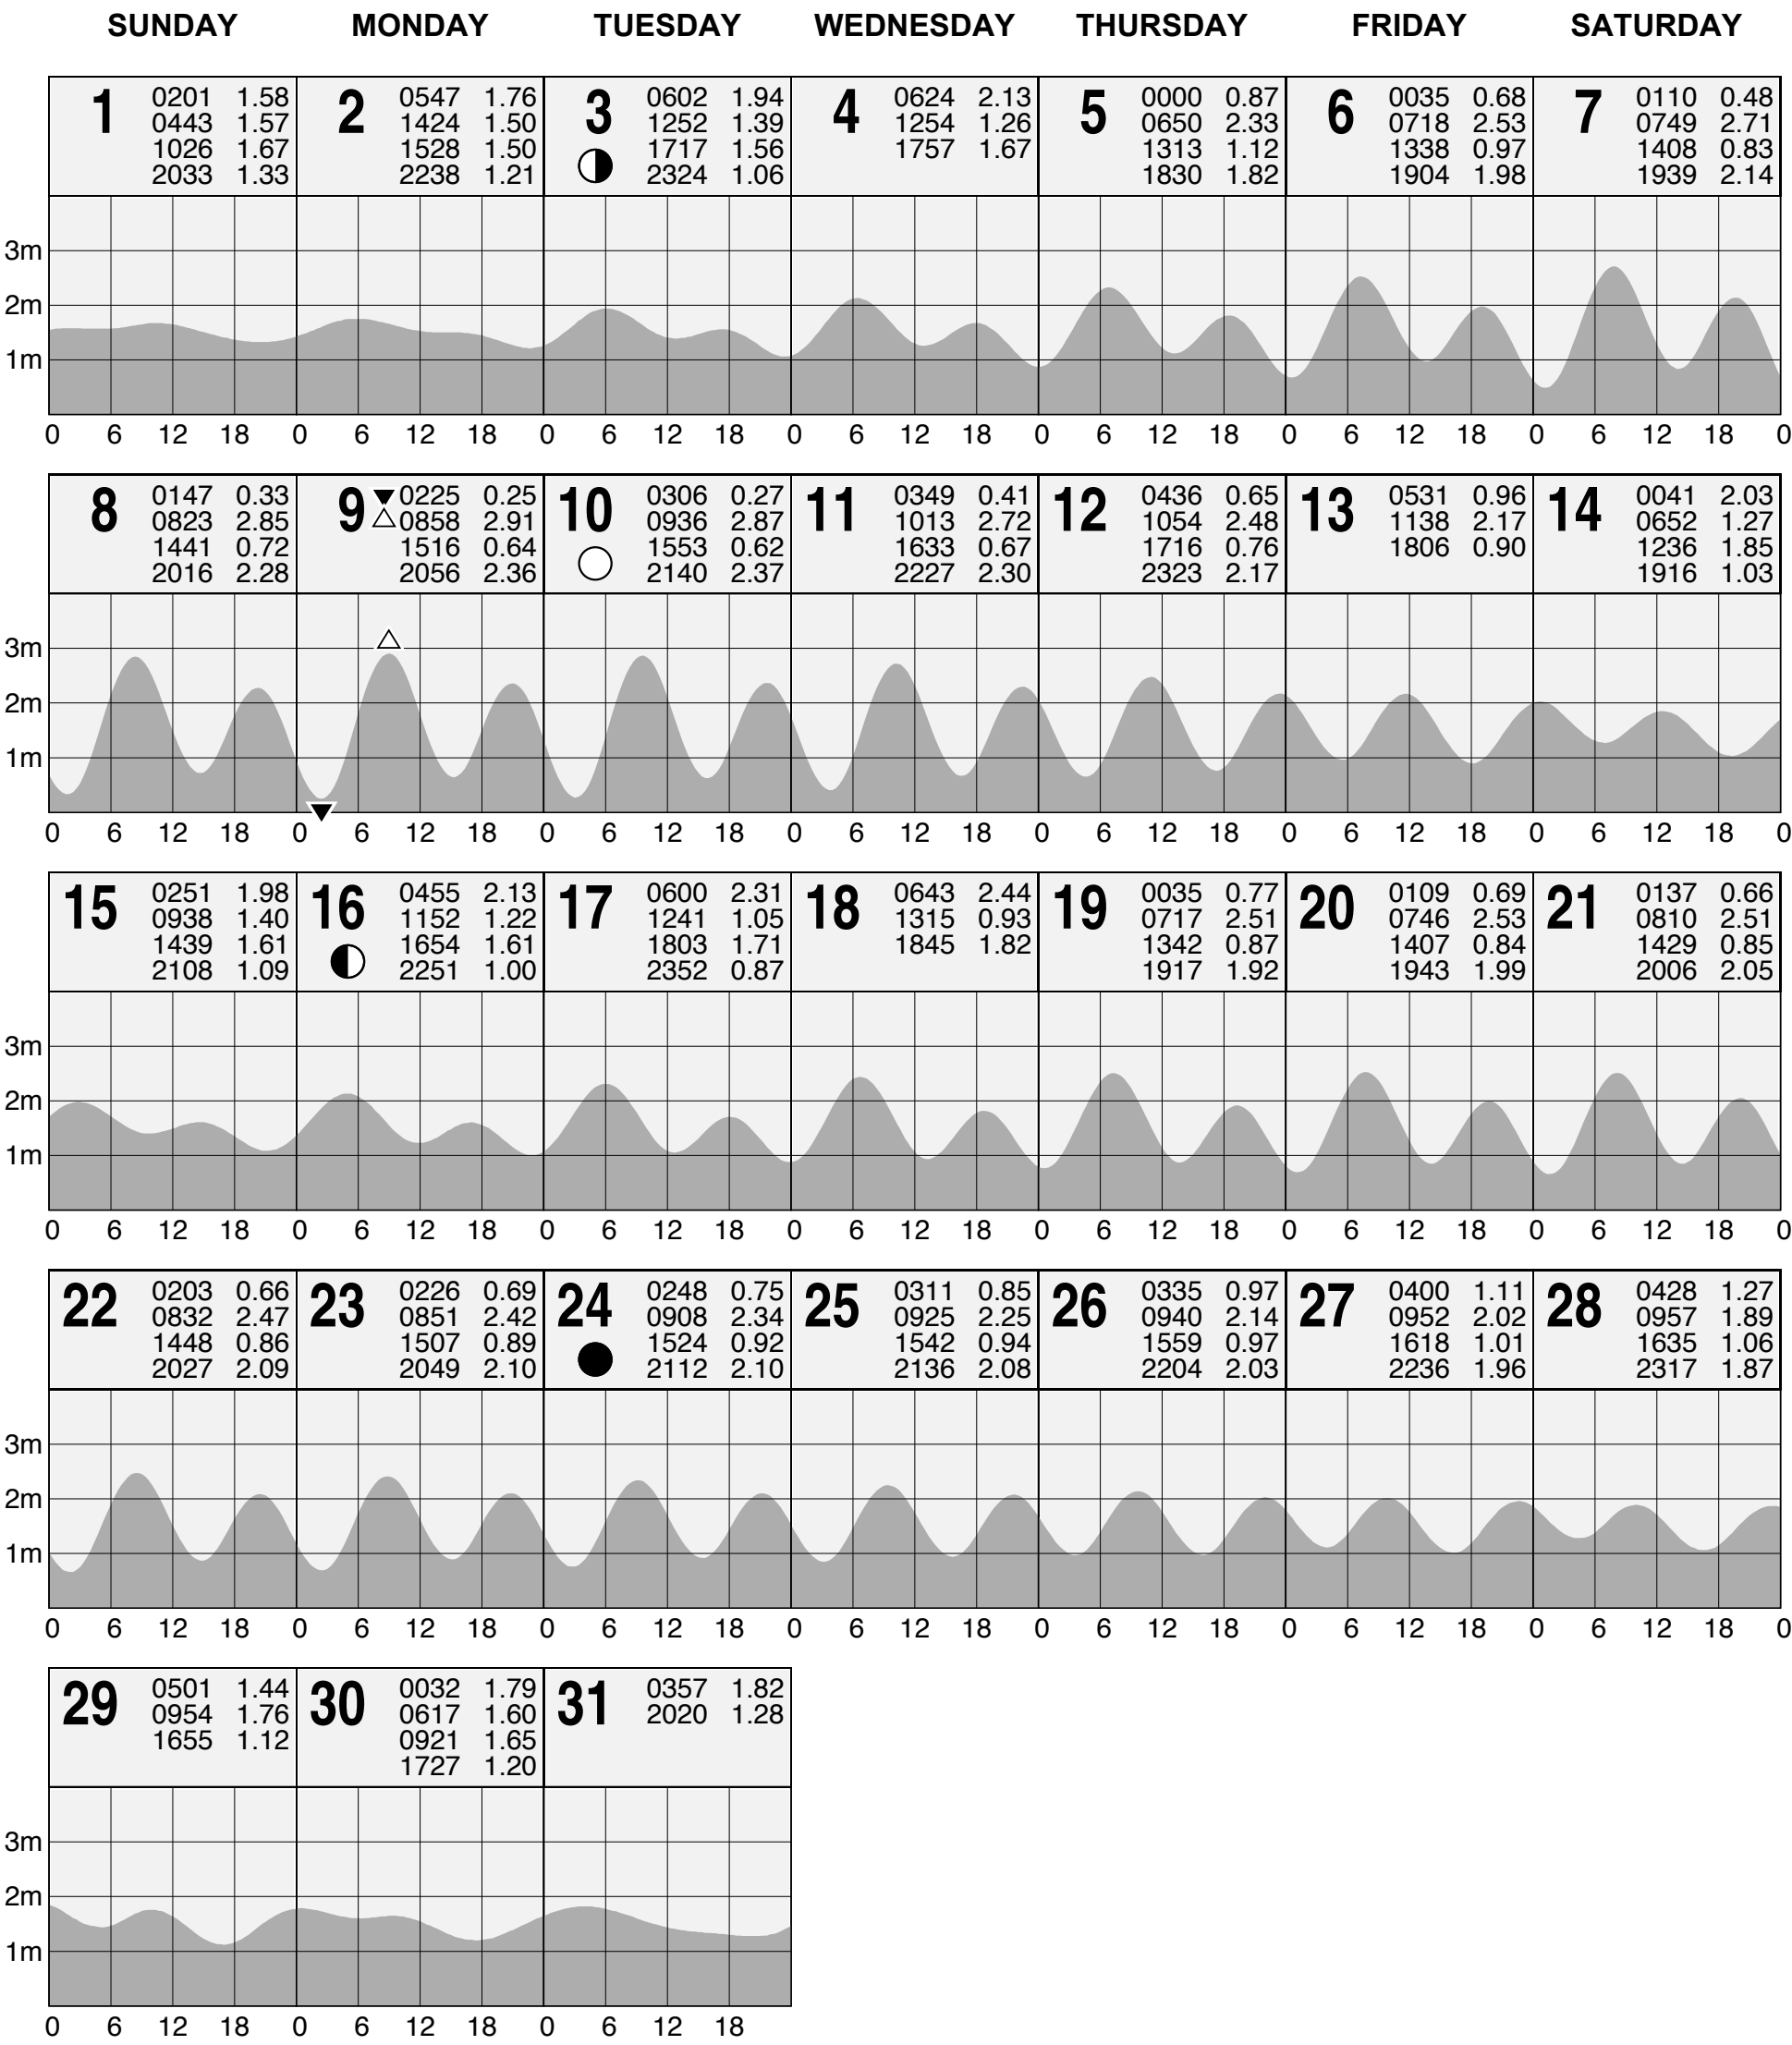 SUNDAY MONDAY TUESDAY WEDNESDAY THURSDAY FRIDAY SATURDAY
1 0201 1.58
0443 1.57
1026 1.67
2033 1.33
2 0547 1.76
1424 1.50
1528 1.50
2238 1.21
3 0602 1.94
1252 1.39
1717 1.56
2324 1.06
4 0624 2.13
1254 1.26
1757 1.67
5 0000 0.87
0650 2.33
1313 1.12
1830 1.82
6 0035 0.68
0718 2.53
1338 0.97
1904 1.98
7 0110 0.48
0749 2.71
1408 0.83
1939 2.14
3m
2m
1m
0 6 12 18 0 6 12 18 0 6 12 18 0 6 12 18 0 6 12 18 0 6 12 18 0 6 12 18 0
8 0147 0.33
0823 2.85
1441 0.72
2016 2.28
9 0225 0.25
0858 2.91
1516 0.64
2056 2.36
10 0306 0.27
0936 2.87
1553 0.62
2140 2.37
11 0349 0.41
1013 2.72
1633 0.67
2227 2.30
12 0436 0.65
1054 2.48
1716 0.76
2323 2.17
13 0531 0.96
1138 2.17
1806 0.90
14 0041 2.03
0652 1.27
1236 1.85
1916 1.03
3m
2m
1m
0 6 12 18 0 6 12 18 0 6 12 18 0 6 12 18 0 6 12 18 0 6 12 18 0 6 12 18 0
15 0251 1.98
0938 1.40
1439 1.61
2108 1.09
16 0455 2.13
1152 1.22
1654 1.61
2251 1.00
17 0600 2.31
1241 1.05
1803 1.71
2352 0.87
18 0643 2.44
1315 0.93
1845 1.82
19 0035 0.77
0717 2.51
1342 0.87
1917 1.92
20 0109 0.69
0746 2.53
1407 0.84
1943 1.99
21 0137 0.66
0810 2.51
1429 0.85
2006 2.05
3m
2m
1m
0 6 12 18 0 6 12 18 0 6 12 18 0 6 12 18 0 6 12 18 0 6 12 18 0 6 12 18 0
22 0203 0.66
0832 2.47
1448 0.86
2027 2.09
23 0226 0.69
0851 2.42
1507 0.89
2049 2.10
24 0248 0.75
0908 2.34
1524 0.92
2112 2.10
25 0311 0.85
0925 2.25
1542 0.94
2136 2.08
26 0335 0.97
0940 2.14
1559 0.97
2204 2.03
27 0400 1.11
0952 2.02
1618 1.01
2236 1.96
28 0428 1.27
0957 1.89
1635 1.06
2317 1.87
3m
2m
1m
0 6 12 18 0 6 12 18 0 6 12 18 0 6 12 18 0 6 12 18 0 6 12 18 0 6 12 18 0
29 0501 1.44
0954 1.76
1655 1.12
30 0032 1.79
0617 1.60
0921 1.65
1727 1.20
31 0357 1.82
2020 1.28
3m
2m
1m
0 6 12 18 0 6 12 18 0 6 12 18